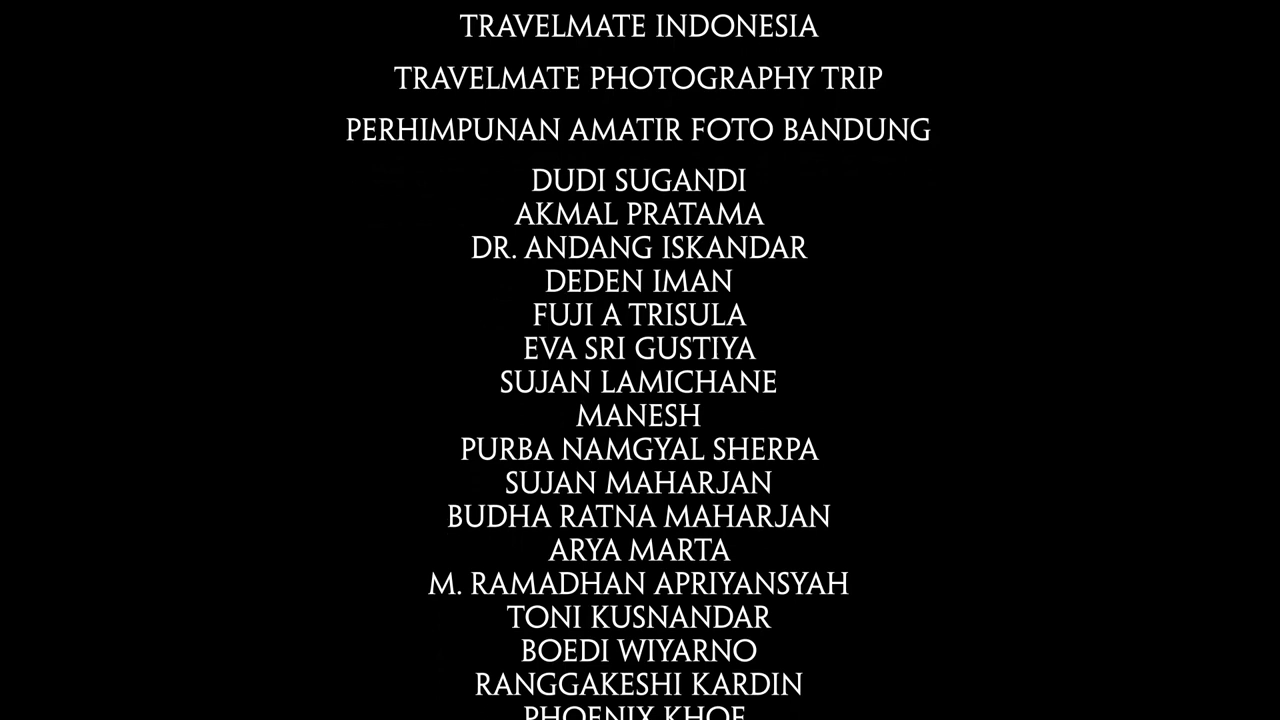 TRAVELMATE INDONESIA
TRAVELMATE PHOTOGRAPHY TRIP
PERHIMPUNAN AMATIR FOTO BANDUNG
DUDI SUGANDI
AKMAL PRATAMA
DR. ANDANG ISKANDAR
DEDEN IMAN
FUJI A TRISULA
EVA SRI GUSTIYA
SUJAN LAMICHANE
MANESH
PURBA NAMGYAL SHERPA
SUJAN MAHARJAN
BUDHA RATNA MAHARJAN
ARYA MARTA
M. RAMADHAN APRIYANSYAH
TONI KUSNANDAR
BOEDI WIYARNO
RANGGAKESHI KARDIN
PHOENIX KHOE